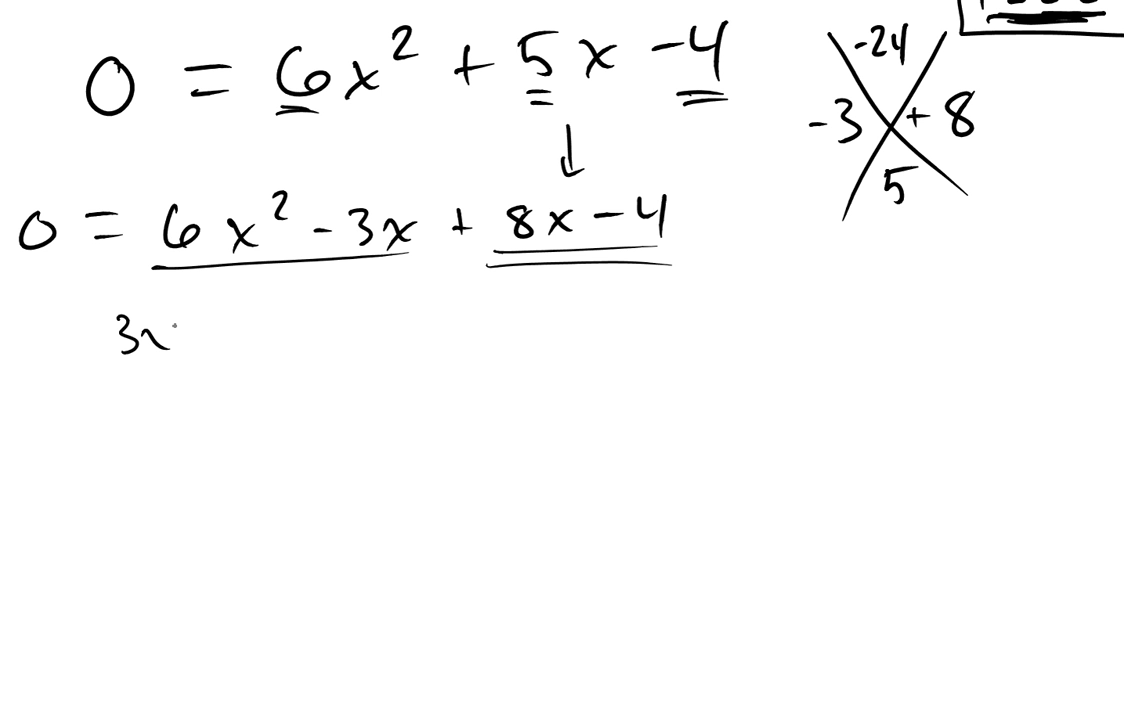 0 = 6x² + 5x - 4
-24
-3 + 8
5
0 = 6x² - 3x + 8x - 4
3x